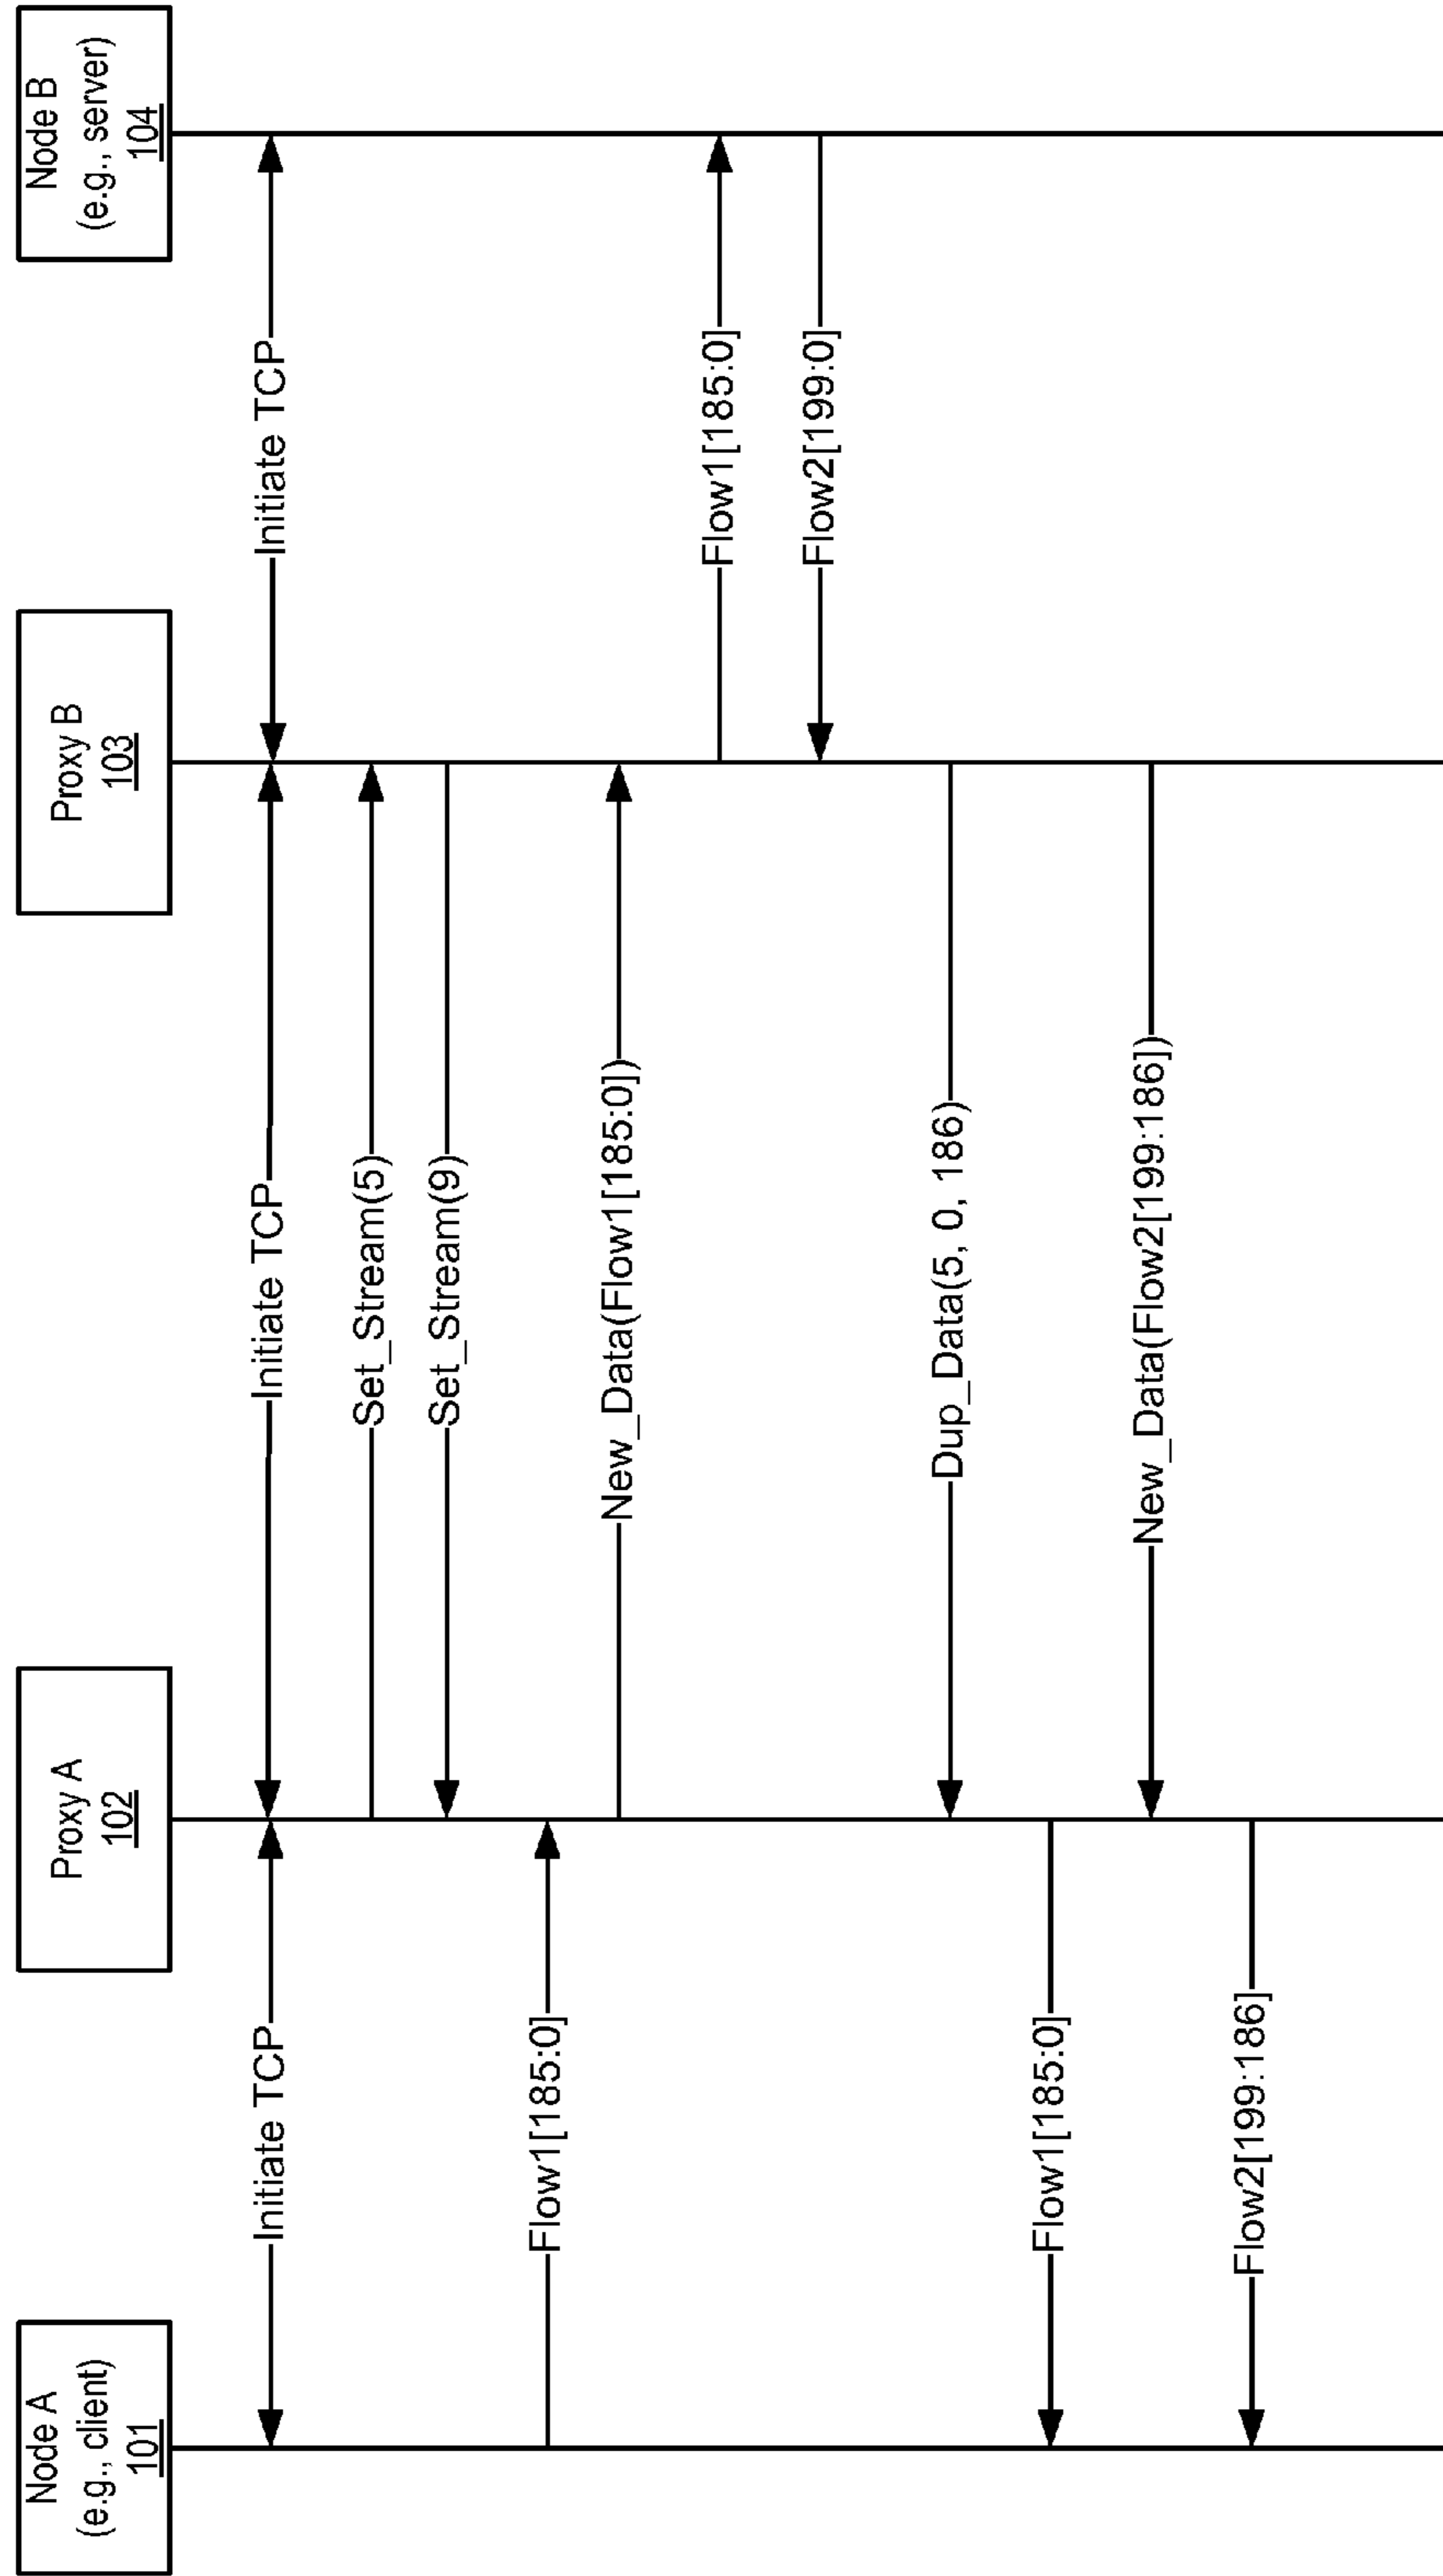 Node A
(e.g., client)
101
Proxy A
102
Proxy B
103
Node B
(e.g., server)
104
Initiate TCP
Initiate TCP
Initiate TCP
Set_Stream(5)
Set_Stream(9)
Flow1[185:0]
New_Data(Flow1[185:0])
Flow1[185:0]
Flow2[199:0]
Dup_Data(5, 0, 186)
Flow1[185:0]
New_Data(Flow2[199:186])
Flow2[199:186]